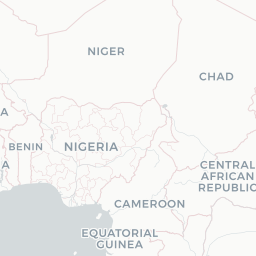 NIGER
CHAD
A
BENIN
NIGERIA
A
CENTRAL
AFRICAN
REPUBLIC
CAMEROON
EQUATORIAL
GUINEA